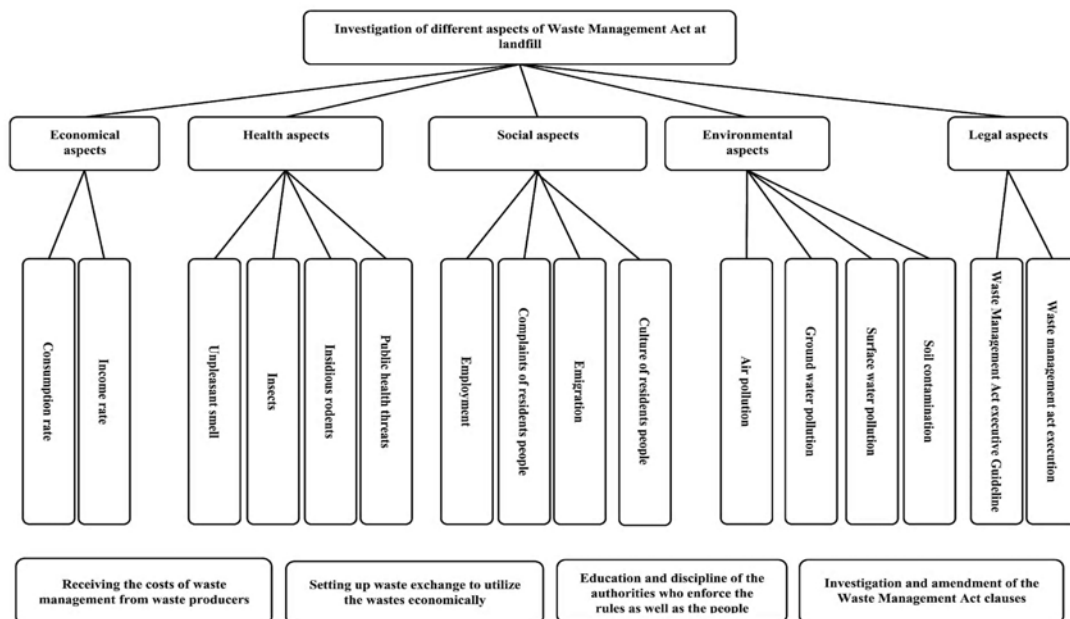 Investigation of different aspects of Waste Management Act at
landfill
Economical
aspects
Health aspects
Social aspects
Environmental
aspects
Legal aspects
Consumption rate
Income rate
Unpleasant smell
Insects
Insidious rodents
Public health threats
Employment
Complaints of residents people
Emigration
Culture of residents people
Air pollution
Ground water pollution
Surface water pollution
Soil contamination
Waste Management Act executive Guideline
Waste management act execution
Receiving the costs of waste
management from waste producers
Setting up waste exchange to utilize
the wastes economically
Education and discipline of the
authorities who enforce the
rules as well as the people
Investigation and amendment of the
Waste Management Act clauses